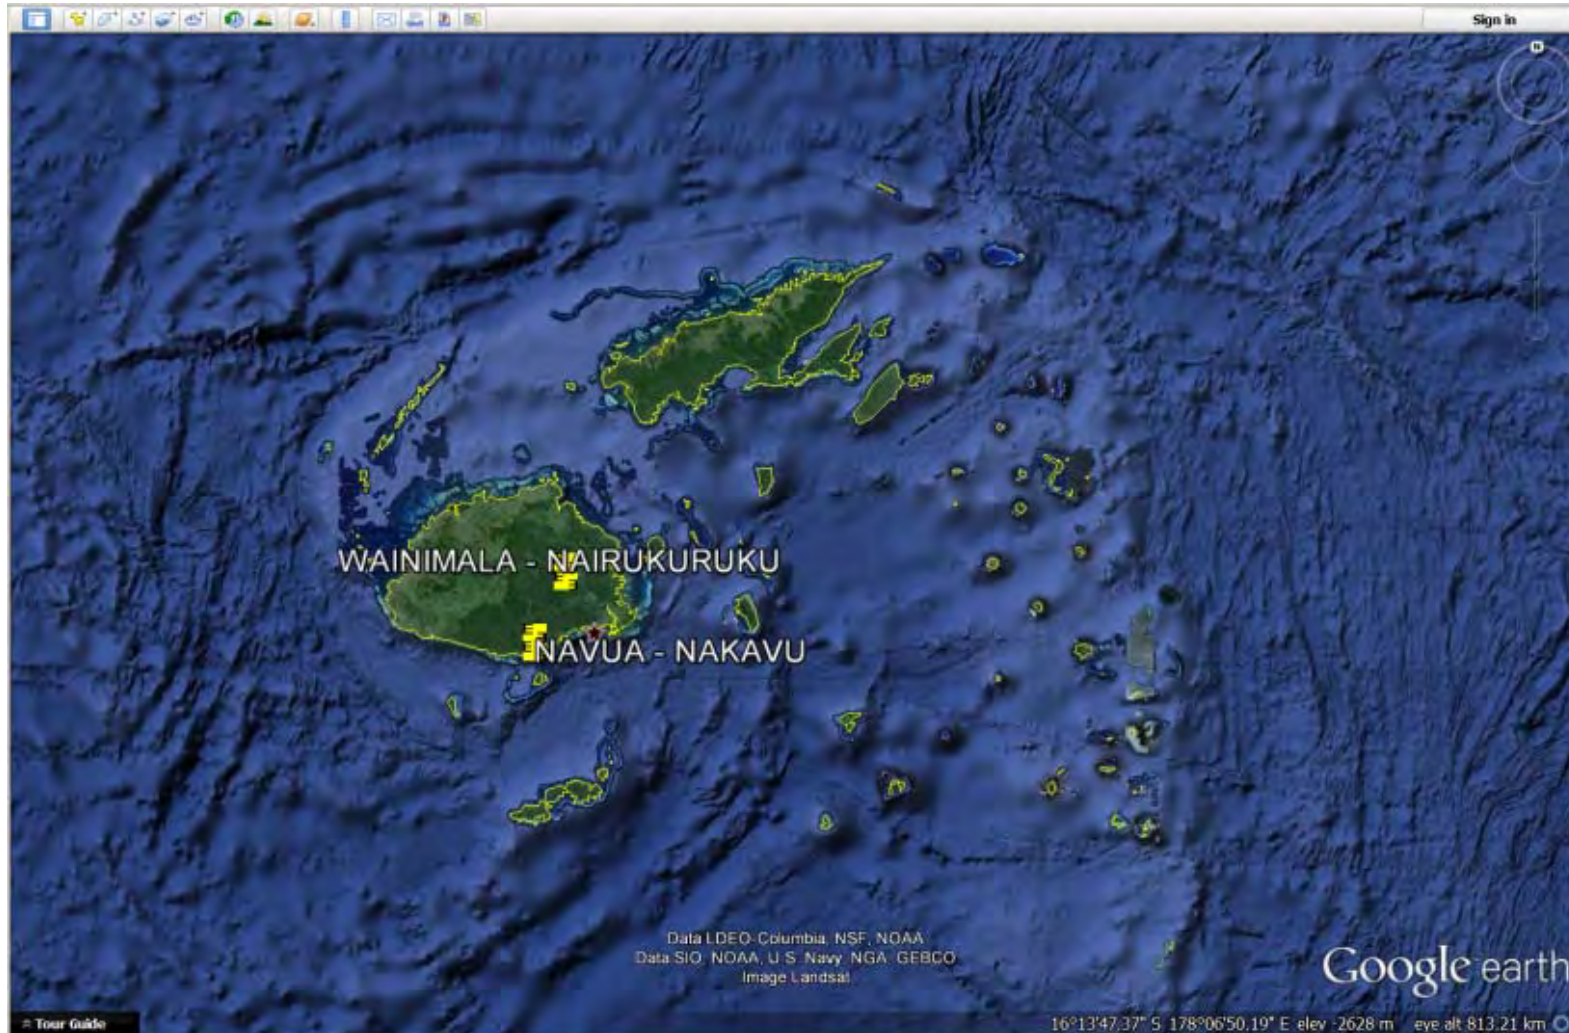 Sign in
N
WAINIMALA - NAIRUKURUKU
NAVUA - NAKAVU
Data LDEO-Columbia, NSF, NOAA
Data SIO, NOAA, U.S. Navy, NGA, GEBCO
Image Landsat
Google earth
Tour Guide
16°13'47.37" S 178°06'50.19" E elev -2628 m eye alt 813.21 km